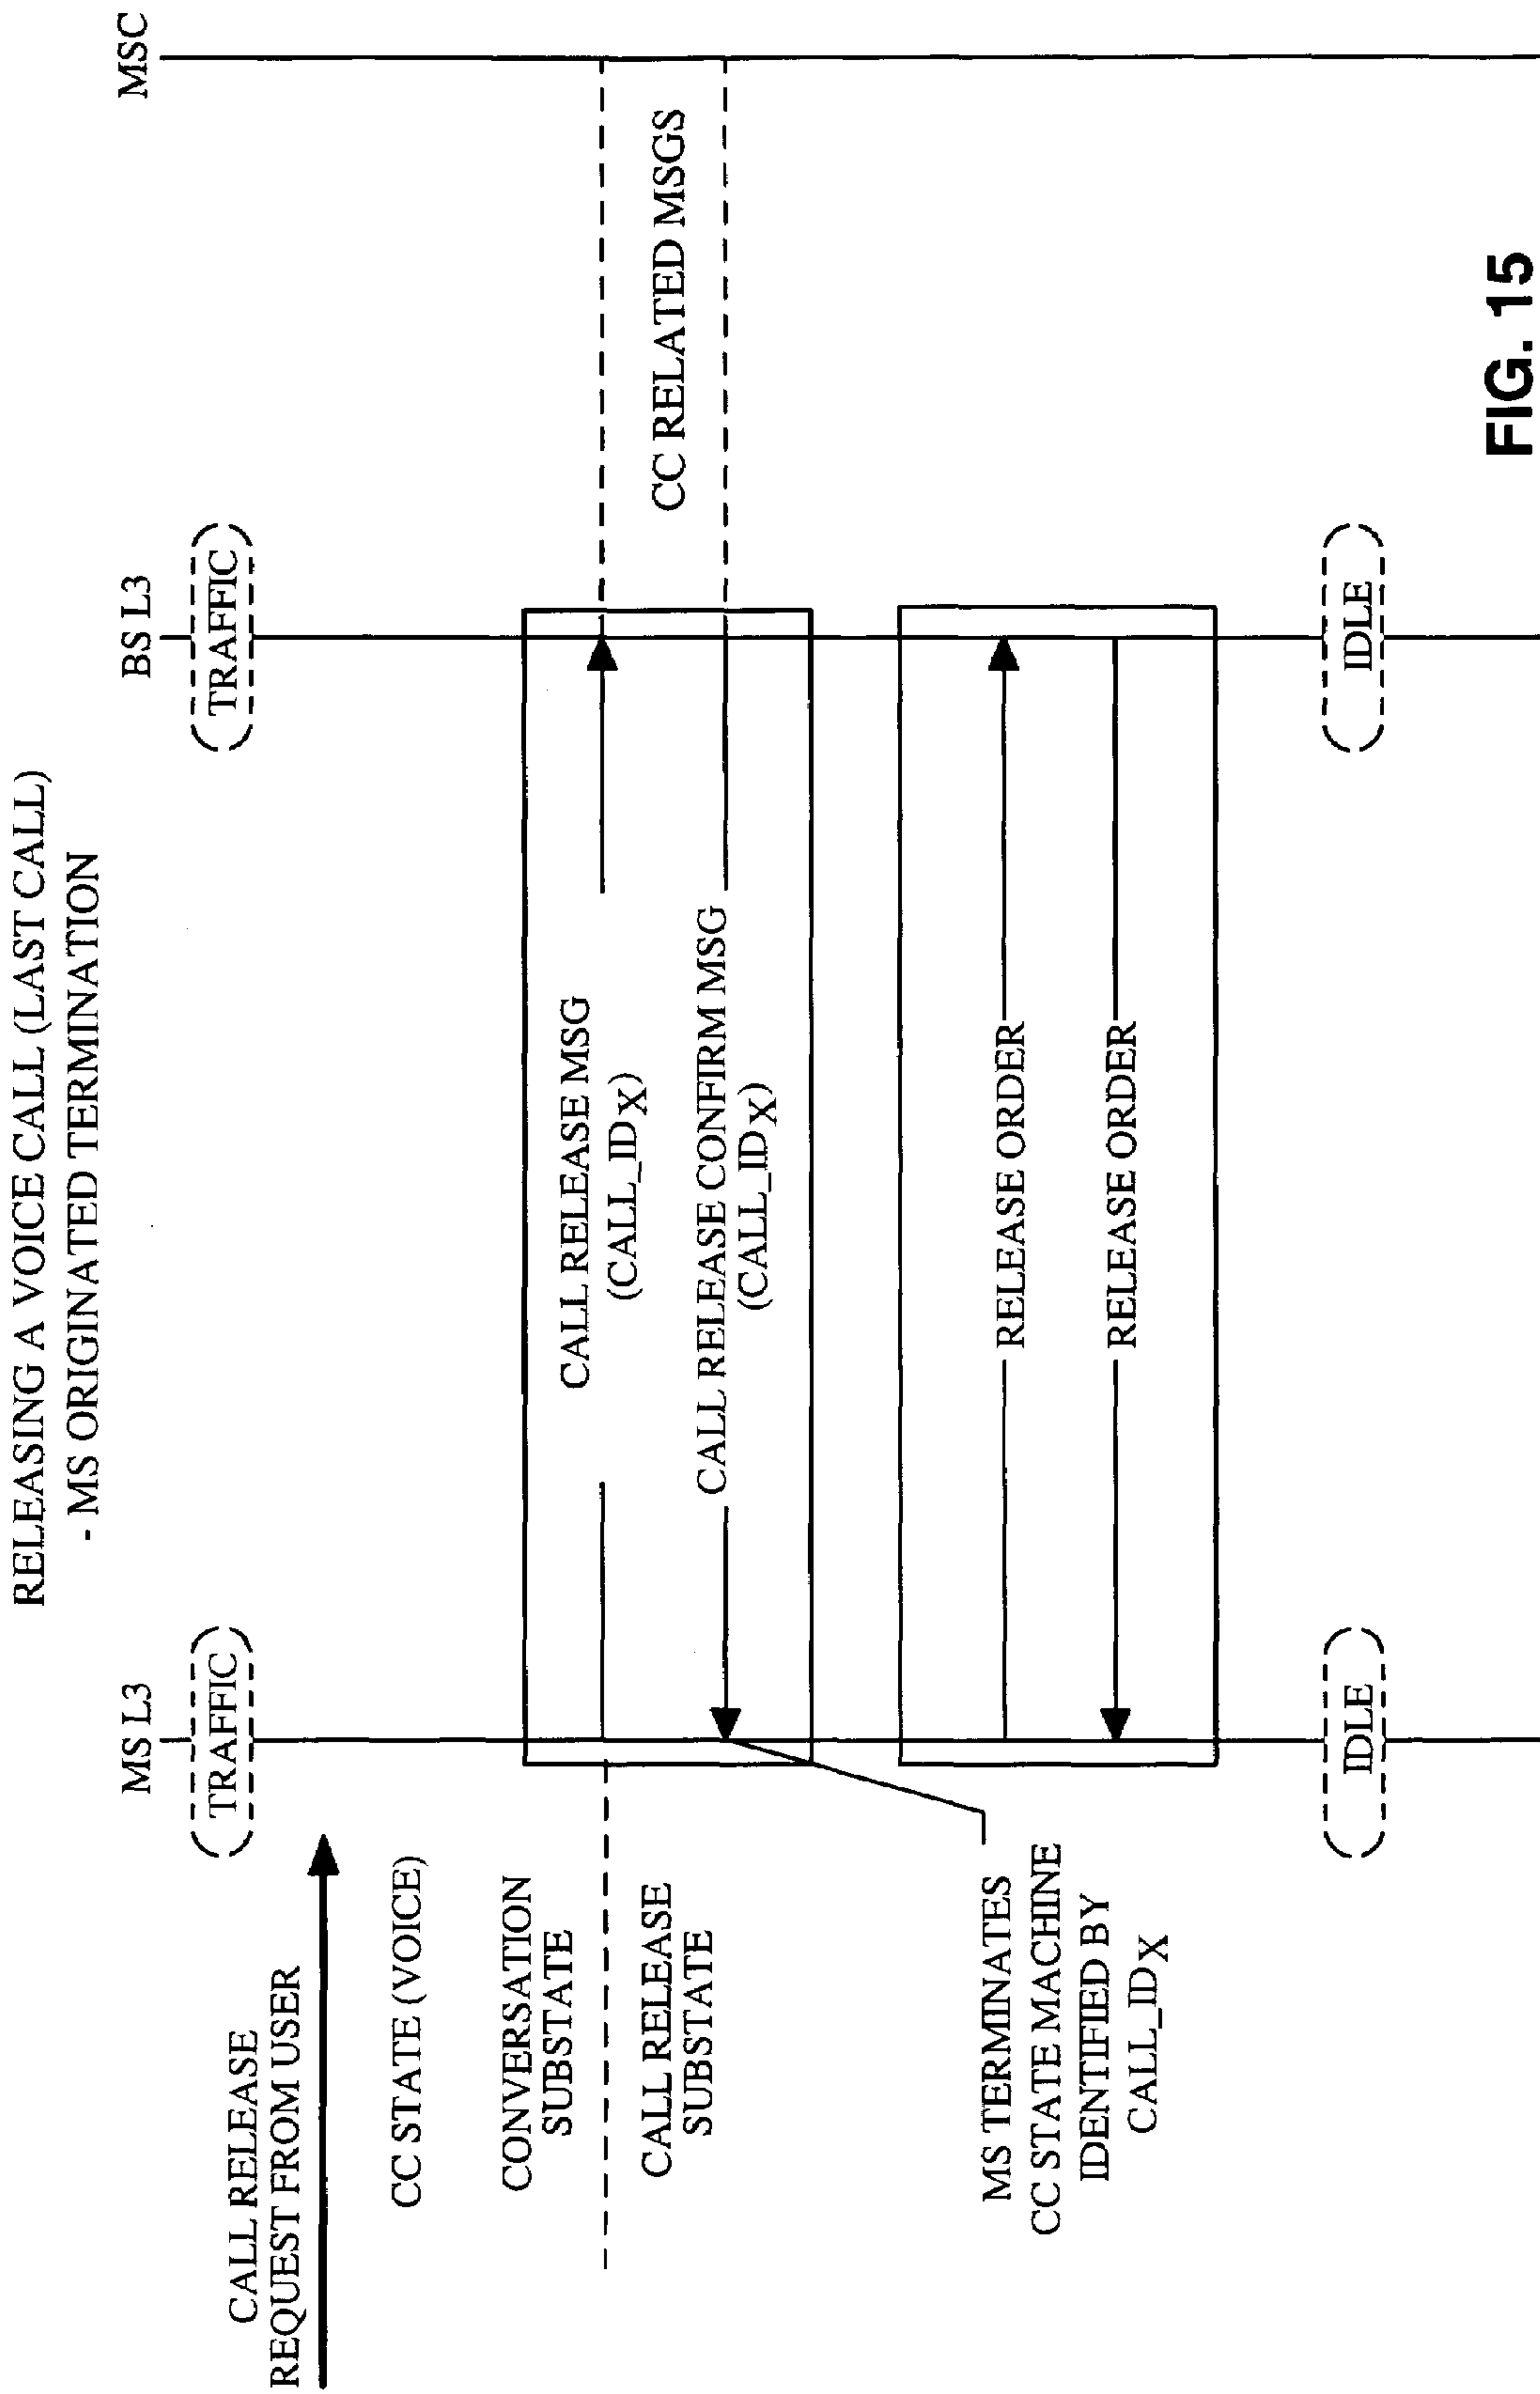 RELEASING A VOICE CALL (LAST CALL)
- MS ORIGINATED TERMINATION
MS L3
BS L3
MSC
(TRAFFIC)
(TRAFFIC)
CALL RELEASE
REQUEST FROM USER
CC STATE (VOICE)
CONVERSATION
SUBSTATE
CALL RELEASE
SUBSTATE
CALL RELEASE MSG
(CALL_IDX)
CC RELATED MSGS
CALL RELEASE CONFIRM MSG
(CALL_IDX)
MS TERMINATES
CC STATE MACHINE
IDENTIFIED BY
CALL_IDX
RELEASE ORDER
RELEASE ORDER
(IDLE)
(IDLE)
FIG. 15